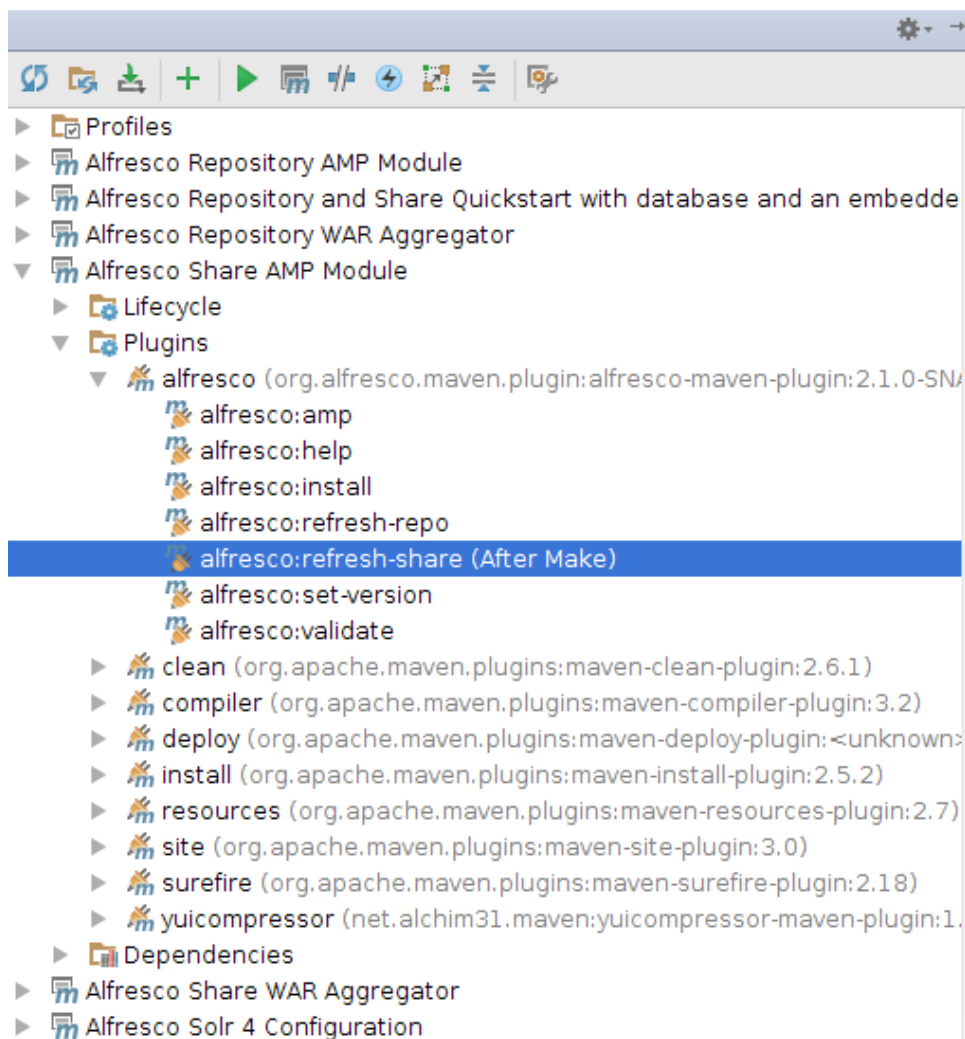 Profiles
Alfresco Repository AMP Module
Alfresco Repository and Share Quickstart with database and an embedde
Alfresco Repository WAR Aggregator
Alfresco Share AMP Module
Lifecycle
Plugins
alfresco (org.alfresco.maven.plugin:alfresco-maven-plugin:2.1.0-SNA
alfresco:amp
alfresco:help
alfresco:install
alfresco:refresh-repo
alfresco:refresh-share (After Make)
alfresco:set-version
alfresco:validate
clean (org.apache.maven.plugins:maven-clean-plugin:2.6.1)
compiler (org.apache.maven.plugins:maven-compiler-plugin:3.2)
deploy (org.apache.maven.plugins:maven-deploy-plugin:<unknown>
install (org.apache.maven.plugins:maven-install-plugin:2.5.2)
resources (org.apache.maven.plugins:maven-resources-plugin:2.7)
site (org.apache.maven.plugins:maven-site-plugin:3.0)
surefire (org.apache.maven.plugins:maven-surefire-plugin:2.18)
yuicompressor (net.alchim31.maven:yuicompressor-maven-plugin:1.
Dependencies
Alfresco Share WAR Aggregator
Alfresco Solr 4 Configuration